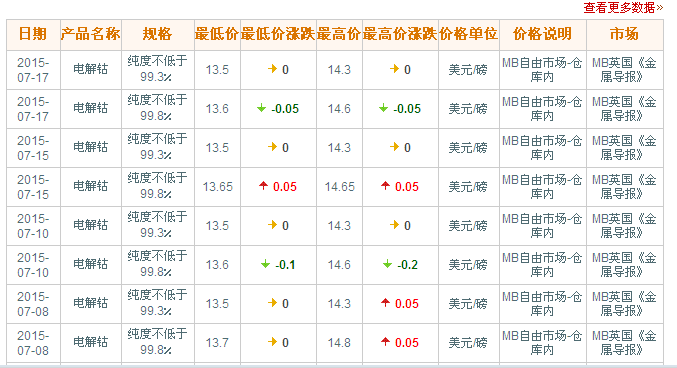 查看更多数据»
日期 产品名称 规格 最低价 最低价涨跌 最高价 最高价涨跌 价格单位 价格说明 市场
2015-07-17 电解钴 纯度不低于99.3% 13.5 → 0 14.3 → 0 美元/磅 MB自由市场-仓库内 MB英国《金属导报》
2015-07-17 电解钴 纯度不低于99.8% 13.6 ↓ -0.05 14.6 ↓ -0.05 美元/磅 MB自由市场-仓库内 MB英国《金属导报》
2015-07-15 电解钴 纯度不低于99.3% 13.5 → 0 14.3 → 0 美元/磅 MB自由市场-仓库内 MB英国《金属导报》
2015-07-15 电解钴 纯度不低于99.8% 13.65 ↑ 0.05 14.65 ↑ 0.05 美元/磅 MB自由市场-仓库内 MB英国《金属导报》
2015-07-10 电解钴 纯度不低于99.3% 13.5 → 0 14.3 → 0 美元/磅 MB自由市场-仓库内 MB英国《金属导报》
2015-07-10 电解钴 纯度不低于99.8% 13.6 ↓ -0.1 14.6 ↓ -0.2 美元/磅 MB自由市场-仓库内 MB英国《金属导报》
2015-07-08 电解钴 纯度不低于99.3% 13.5 → 0 14.3 ↑ 0.05 美元/磅 MB自由市场-仓库内 MB英国《金属导报》
2015-07-08 电解钴 纯度不低于99.8% 13.7 → 0 14.8 ↑ 0.05 美元/磅 MB自由市场-仓库内 MB英国《金属导报》